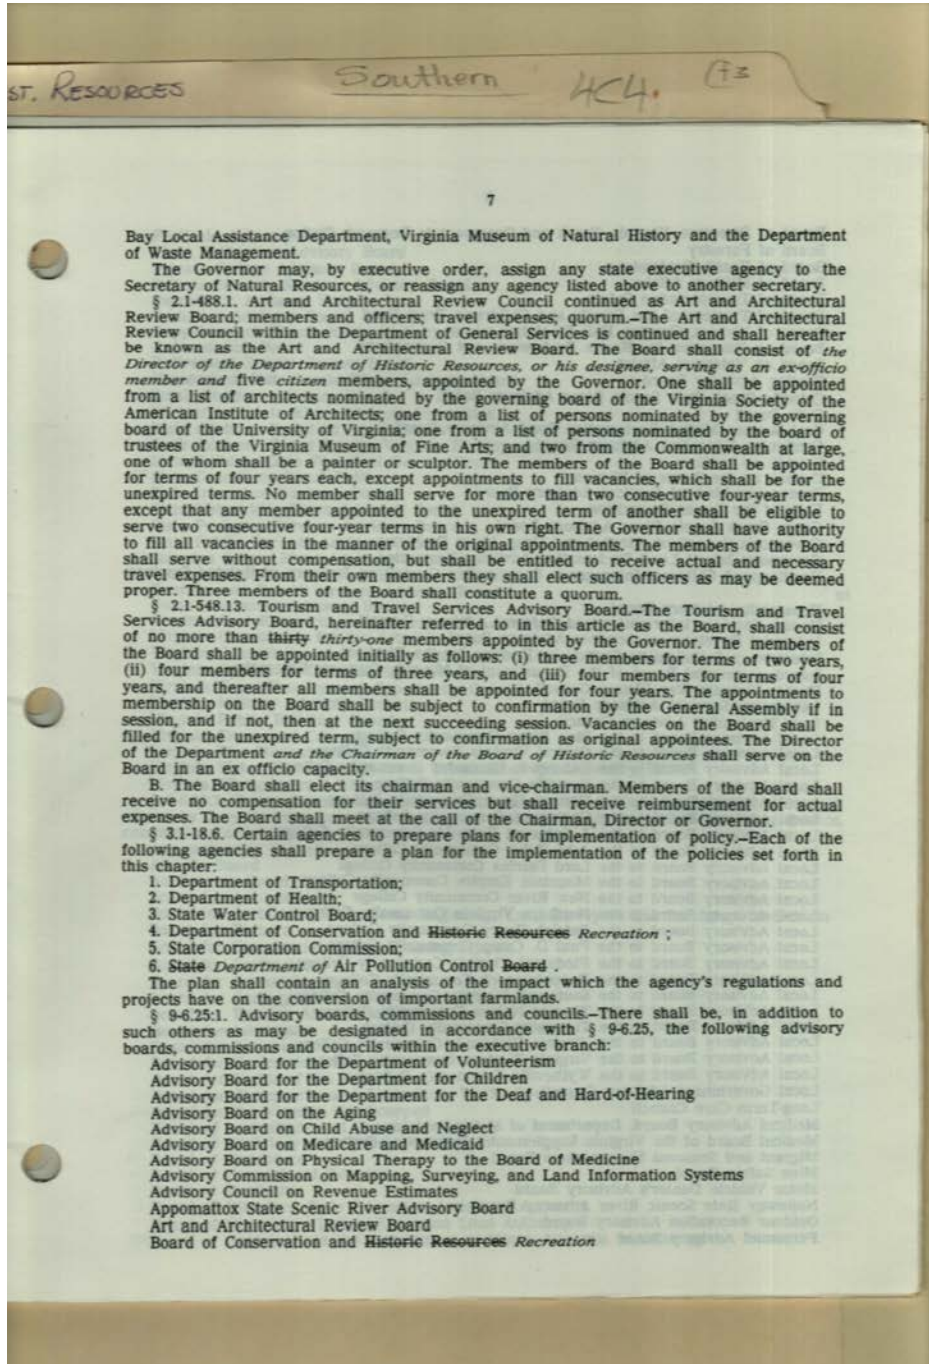 ST. RESOURCES Southern 4C4.
7
Bay Local Assistance Department, Virginia Museum of Natural History and the Department
of Waste Management.
The Governor may, by executive order, assign any state executive agency to the
Secretary of Natural Resources, or reassign any agency listed above to another secretary.
§ 2.1-488.1. Art and Architectural Review Council continued as Art and Architectural
Review Board; members and officers; travel expenses; quorum.–The Art and Architectural
Review Council within the Department of General Services is continued and shall hereafter
be known as the Art and Architectural Review Board. The Board shall consist of the
Director of the Department of Historic Resources, or his designee, serving as an ex-officio
member and five citizen members, appointed by the Governor. One shall be appointed
from a list of architects nominated by the governing board of the Virginia Society of the
American Institute of Architects; one from a list of persons nominated by the governing
board of the University of Virginia; one from a list of persons nominated by the board of
trustees of the Virginia Museum of Fine Arts; and two from the Commonwealth at large,
one of whom shall be a painter or sculptor. The members of the Board shall be appointed
for terms of four years each, except appointments to fill vacancies, which shall be for the
unexpired terms. No member shall serve for more than two consecutive four-year terms,
except that any member appointed to the unexpired term of another shall be eligible to
serve two consecutive four-year terms in his own right. The Governor shall have authority
to fill all vacancies in the manner of the original appointments. The members of the Board
shall serve without compensation, but shall be entitled to receive actual and necessary
travel expenses. From their own members they shall elect such officers as may be deemed
proper. Three members of the Board shall constitute a quorum.
§ 2.1-548.13. Tourism and Travel Services Advisory Board.–The Tourism and Travel
Services Advisory Board, hereinafter referred to in this article as the Board, shall consist
of no more than thirty thirty-one members appointed by the Governor. The members of
the Board shall be appointed initially as follows: (i) three members for terms of two years,
(ii) four members for terms of three years, and (iii) four members for terms of four
years, and thereafter all members shall be appointed for four years. The appointments to
membership on the Board shall be subject to confirmation by the General Assembly if in
session, and if not, then at the next succeeding session. Vacancies on the Board shall be
filled for the unexpired term, subject to confirmation as original appointees. The Director
of the Department and the Chairman of the Board of Historic Resources shall serve on the
Board in an ex officio capacity.
B. The Board shall elect its chairman and vice-chairman. Members of the Board shall
receive no compensation for their services but shall receive reimbursement for actual
expenses. The Board shall meet at the call of the Chairman, Director or Governor.
§ 3.1-18.6. Certain agencies to prepare plans for implementation of policy.–Each of the
following agencies shall prepare a plan for the implementation of the policies set forth in
this chapter:
1. Department of Transportation;
2. Department of Health;
3. State Water Control Board;
4. Department of Conservation and Historic Resources Recreation ;
5. State Corporation Commission;
6. State Department of Air Pollution Control Board .
The plan shall contain an analysis of the impact which the agency's regulations and
projects have on the conversion of important farmlands.
§ 9-6.25:1. Advisory boards, commissions and councils.–There shall be, in addition to
such others as may be designated in accordance with § 9-6.25, the following advisory
boards, commissions and councils within the executive branch:
Advisory Board for the Department of Volunteerism
Advisory Board for the Department for Children
Advisory Board for the Department for the Deaf and Hard-of-Hearing
Advisory Board on the Aging
Advisory Board on Child Abuse and Neglect
Advisory Board on Medicare and Medicaid
Advisory Board on Physical Therapy to the Board of Medicine
Advisory Commission on Mapping, Surveying, and Land Information Systems
Advisory Council on Revenue Estimates
Appomattox State Scenic River Advisory Board
Art and Architectural Review Board
Board of Conservation and Historic Resources Recreation